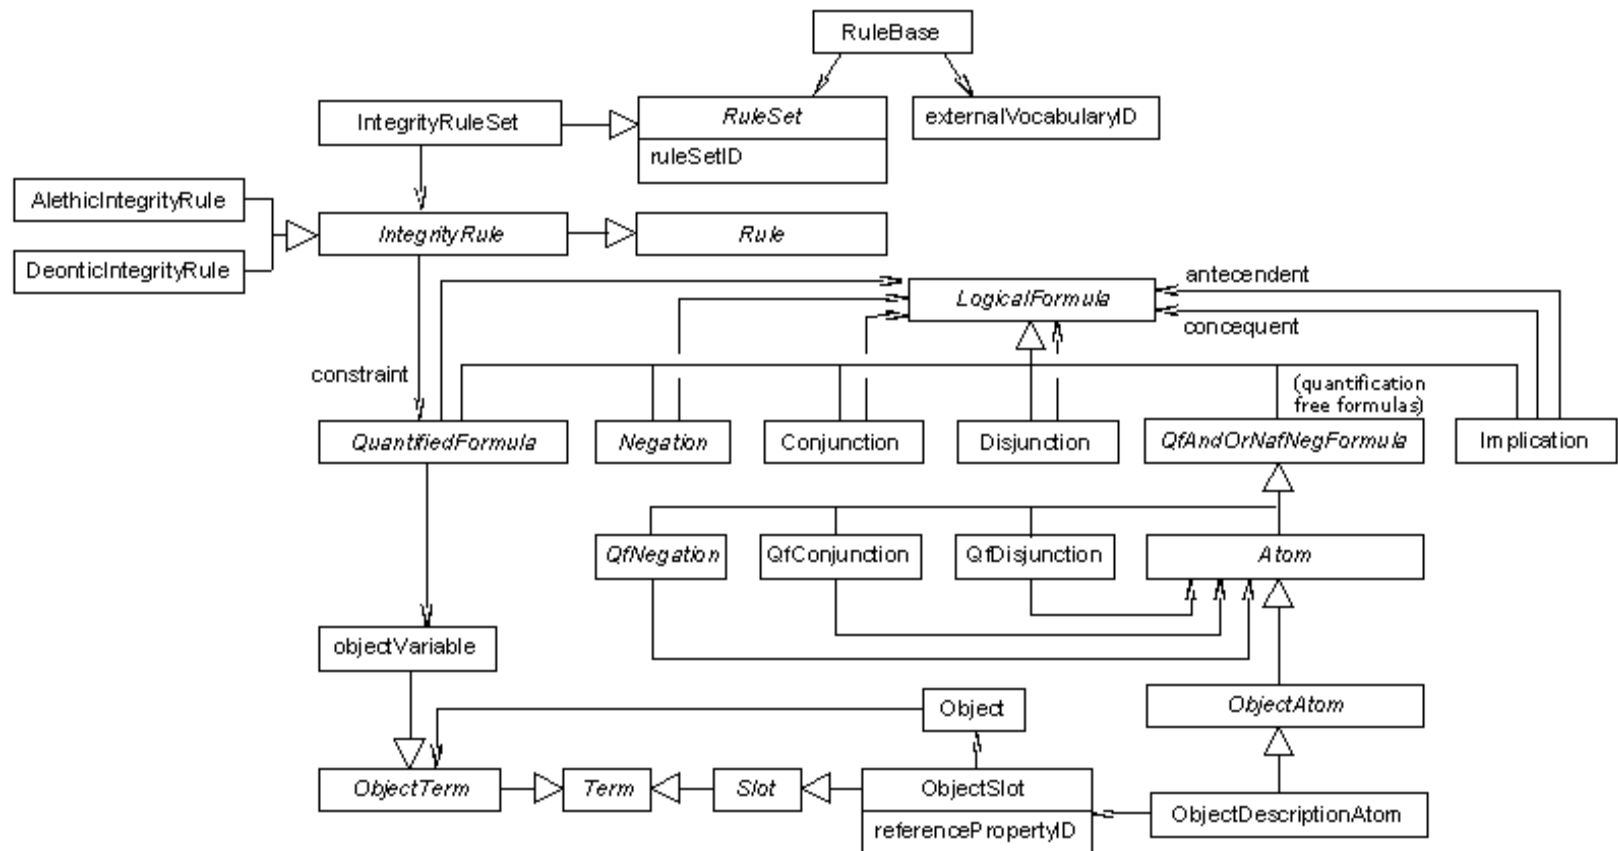 RuleBase
IntegrityRuleSet
RuleSet
externalVocabularyID
ruleSetID
AlethicIntegrityRule
IntegrityRule
Rule
DeonticIntegrityRule
antecendent
LogicalFormula
concequent
constraint
(quantification
free formulas)
QuantifiedFormula
Negation
Conjunction
Disjunction
QfAndOrNafNegFormula
Implication
QfNegation
QfConjunction
QfDisjunction
Atom
objectVariable
Object
ObjectAtom
ObjectTerm
Term
Slot
ObjectSlot
ObjectDescriptionAtom
referencePropertyID